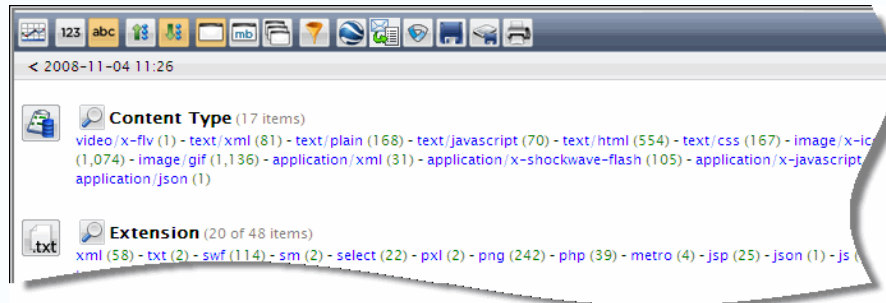 123 abc mb
< 2008-11-04 11:26
Content Type (17 items)
video/x-flv (1) - text/xml (81) - text/plain (168) - text/javascript (70) - text/html (554) - text/css (167) - image/x-ic
(1,074) - image/gif (1,136) - application/xml (31) - application/x-shockwave-flash (105) - application/x-javascript
application/json (1)
.txt
Extension (20 of 48 items)
xml (58) - txt (2) - swf (114) - sm (2) - select (22) - pxl (2) - png (242) - php (39) - metro (4) - jsp (25) - json (1) - js (